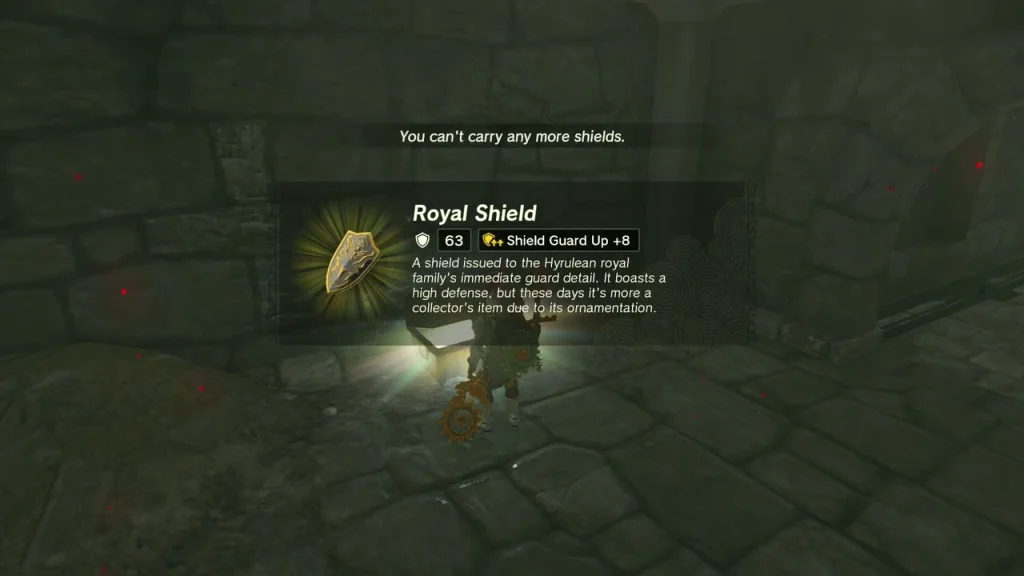 You can't carry any more shields.
Royal Shield
63 Shield Guard Up +8
A shield issued to the Hyrulean royal
family's immediate guard detail. It boasts a
high defense, but these days it's more a
collector's item due to its ornamentation.